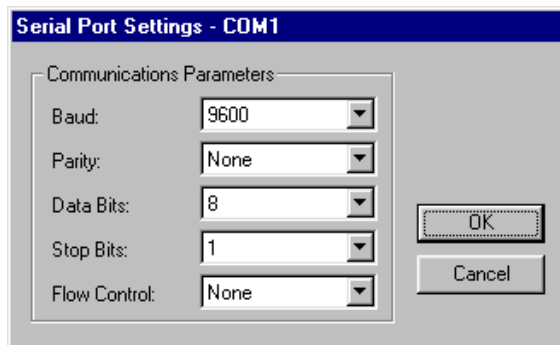 Serial Port Settings - COM1
Communications Parameters
Baud: 9600
Parity: None
Data Bits: 8
Stop Bits: 1
Flow Control: None
OK
Cancel